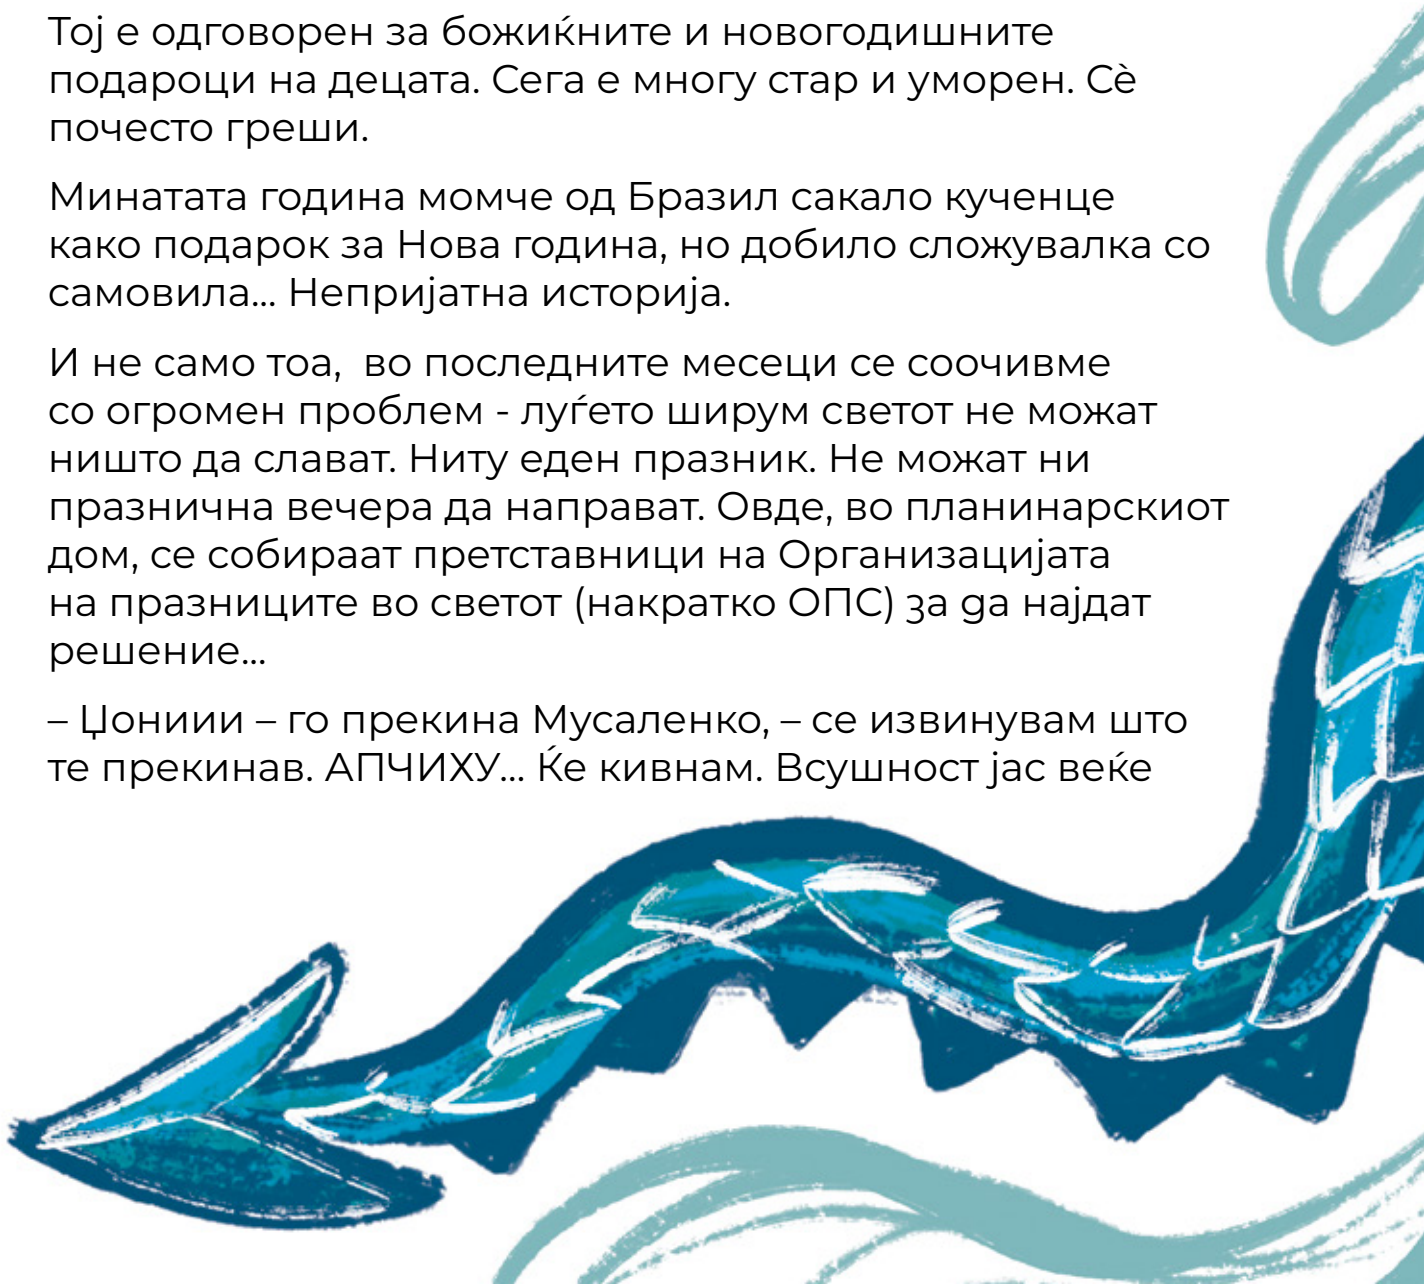 Тој е одговорен за божиќните и новогодишните
подароци на децата. Сега е многу стар и уморен. Сѐ
почесто греши.
Минатата година момче од Бразил сакало кученце
како подарок за Нова година, но добило сложувалка со
самовила... Непријатна историја.
И не само тоа,  во последните месеци се соочивме
со огромен проблем - луѓето ширум светот не можат
ништо да слават. Ниту еден празник. Не можат ни
празнична вечера да направат. Овде, во планинарскиот
дом, се собираат претставници на Организацијата
на празниците во светот (накратко ОПС) за да најдат
решение...
– Џониии – го прекина Мусаленко, – се извинувам што
те прекинав. АПЧИХУ... Ќе кивнам. Всушност јас веќе